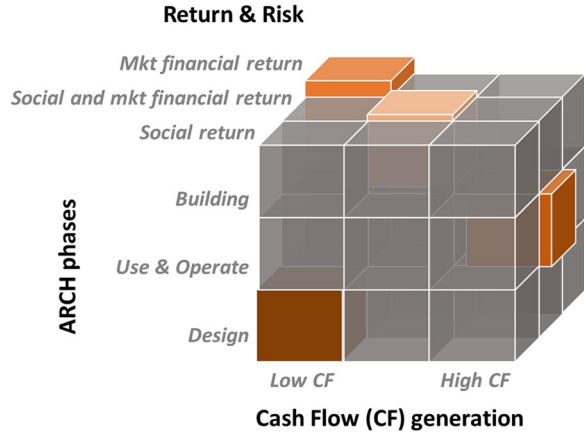 Return & Risk
Mkt financial return
Social and mkt financial return
Social return
Building
Use & Operate
Design
ARCH phases
Low CF
High CF
Cash Flow (CF) generation